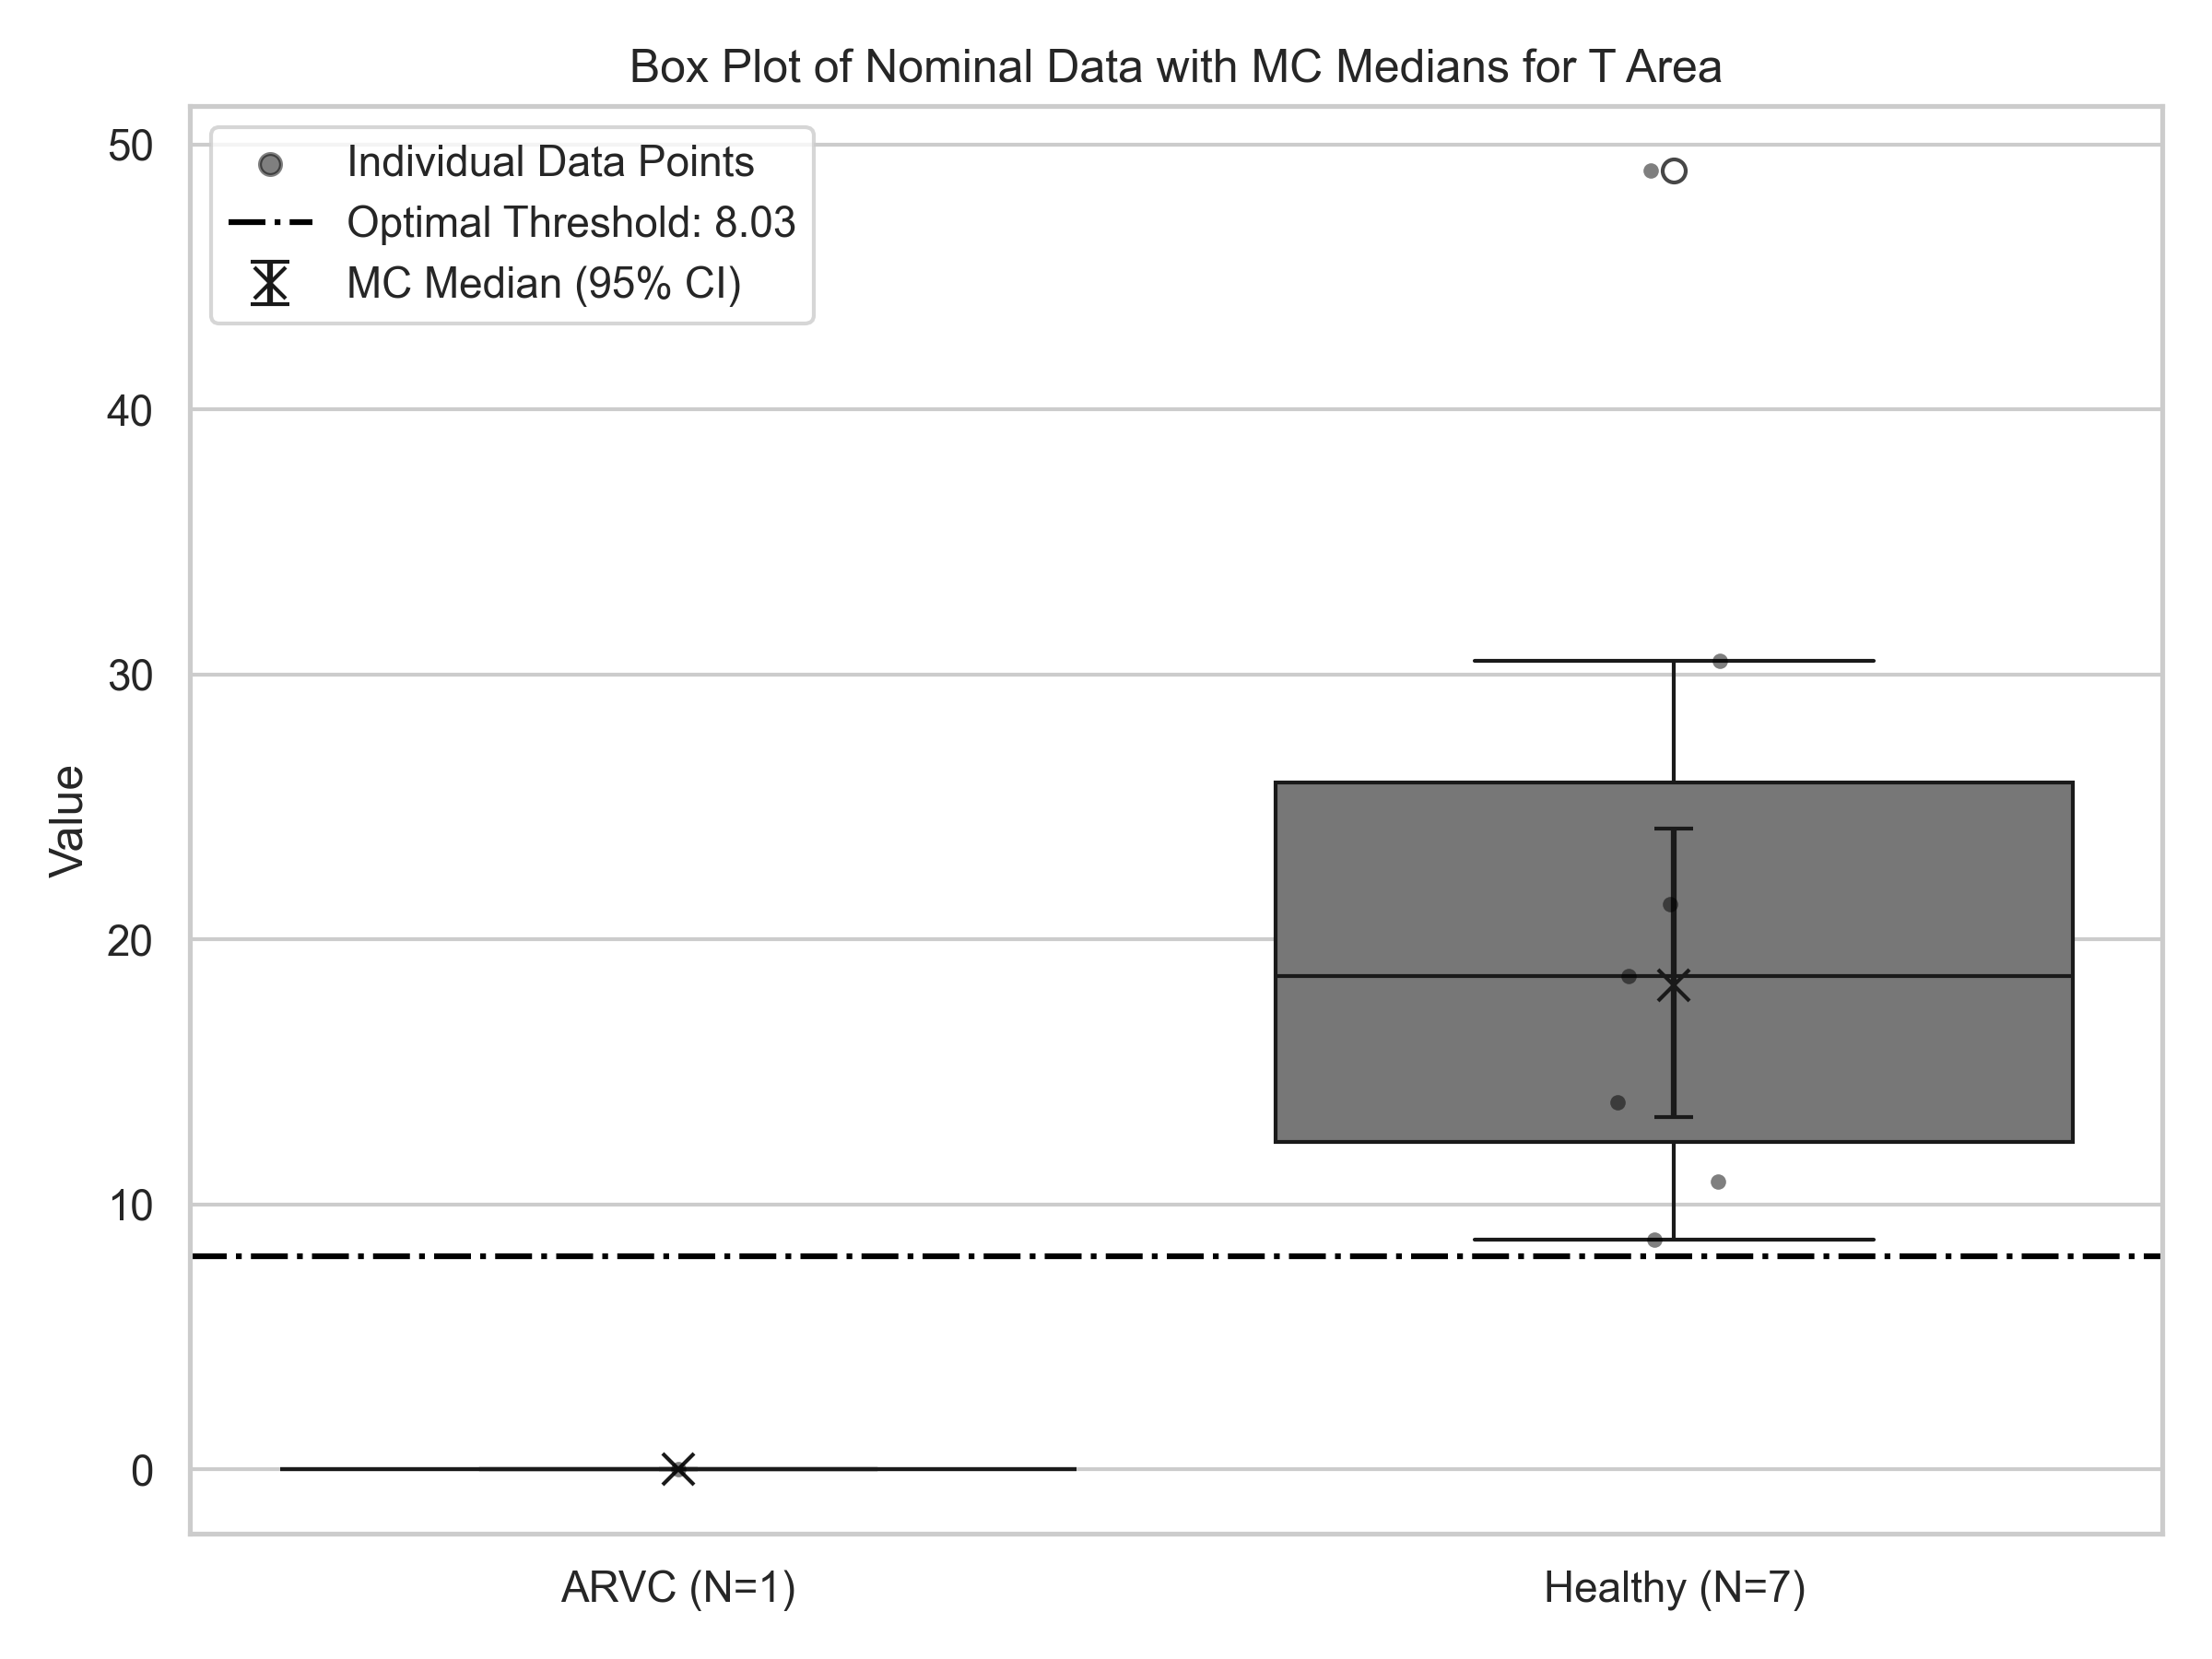 Box Plot of Nominal Data with MC Medians for T Area
Individual Data Points
Optimal Threshold: 8.03
MC Median (95% CI)
50
40
30
20
10
0
Value
ARVC (N=1)
Healthy (N=7)